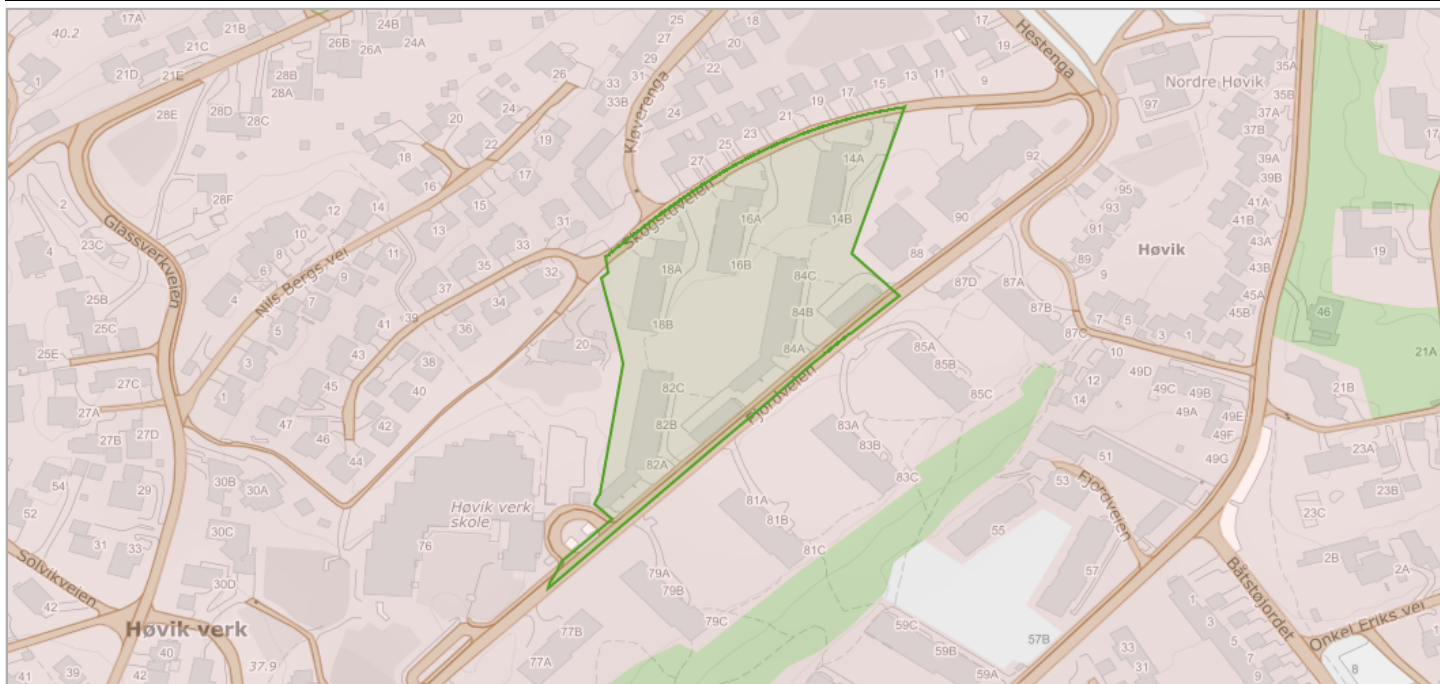 40.2
17A
21C
21D
21E
1
26B
24B
26A
24A
28B
28A
28E
28D
28C
28F
26
24
20
22
19
18
17
16
15
25
27
29
33
31
33B
Kløverenga
18
20
22
24
13
15
17
19
21
23
25
27
11
9
17
19
Hestenga
97
Nordre Høvik
35A
35B
37A
37B
39A
39B
41A
41B
43A
43B
45A
45B
17
19
46
21A
21B
2
23C
4
Glassverkveien
12
14
10
8
6
4
Nils Bergs vei
13
11
9
7
5
3
1
31
33
35
32
37
34
39
36
41
38
43
40
45
42
46
44
20
25B
25C
25E
27C
27A
27B
27D
Skogstuveien
14A
14B
16A
16B
18A
18B
84C
84B
84A
82C
82B
82A
88
90
92
95
93
91
89
9
Høvik
87D
87A
87B
87C
7
5
3
1
10
12
14
49D
49C
49B
49A
49E
49F
49G
85A
85B
85C
Fjordveien
83A
83B
83C
81A
81B
81C
79A
79B
79C
77B
77A
51
53
Fjordveien
55
57
57B
59C
59B
59A
23A
23B
23C
2B
2A
Båtstøjordet
Onkel Eriks vei
1
3
5
7
9
8
33
31
54
52
29
31
33
30B
30A
30C
30D
Høvik verk
skole
76
Solvikveien
42
Høvik verk
41
39
40
42
37.9